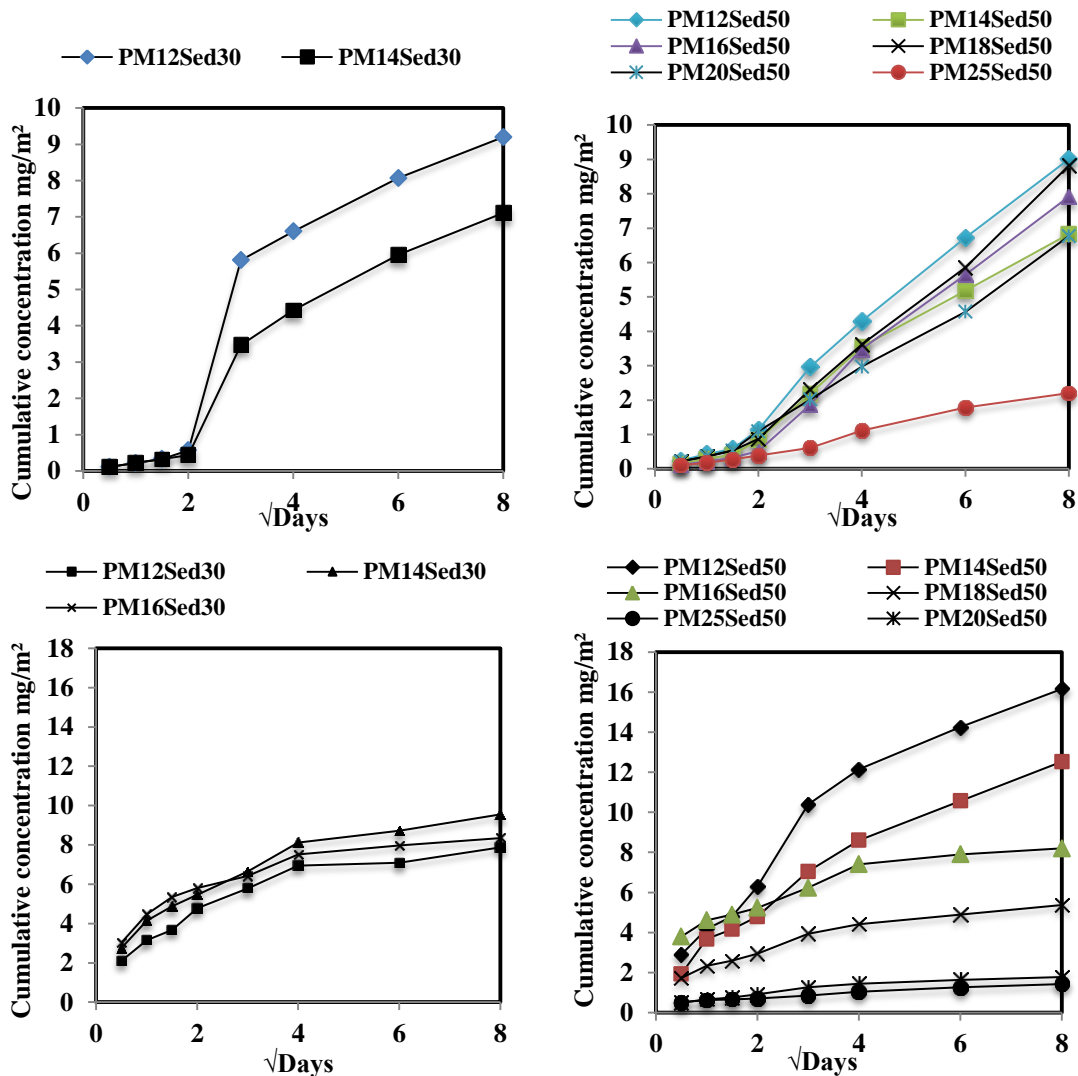 PM12Sed30 PM14Sed30
Cumulative concentration mg/m²
10
9
8
7
6
5
4
3
2
1
0
0 2 4 6 8
√Days
PM12Sed50 PM14Sed50
PM16Sed50 PM18Sed50
PM20Sed50 PM25Sed50
Cumulative concentration mg/m²
10
9
8
7
6
5
4
3
2
1
0
0 2 4 6 8
√Days
PM12Sed30 PM14Sed30
PM16Sed30
Cumulative concentration mg/m²
18
16
14
12
10
8
6
4
2
0
0 2 4 6 8
√Days
PM12Sed50 PM14Sed50
PM16Sed50 PM18Sed50
PM25Sed50 PM20Sed50
Cumulative concentration mg/m²
18
16
14
12
10
8
6
4
2
0
0 2 4 6 8
√Days